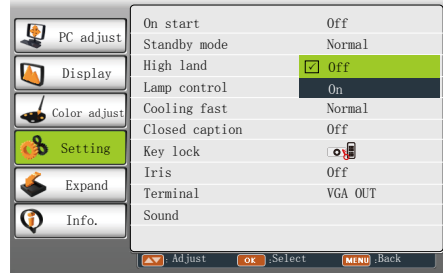 PC adjust
Display
Color adjust
Setting
Expand
Info.
On start Off
Standby mode Normal
High land Off
Lamp control On
Cooling fast Normal
Closed caption Off
Key lock
Iris Off
Terminal VGA OUT
Sound
: Adjust OK :Select MENU :Back